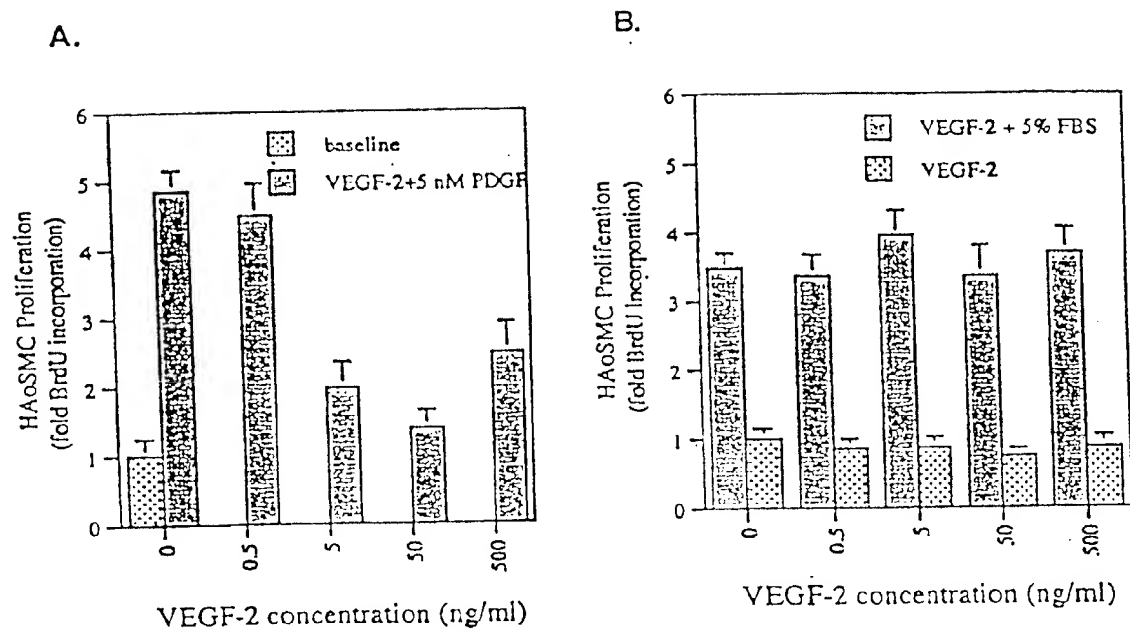 A.
HAoSMC Proliferation
(fold BrdU incorporation)
6
5
4
3
2
1
0
baseline
VEGF-2+5 nM PDGF
0
0.5
5
50
500
VEGF-2 concentration (ng/ml)
B.
HAoSMC Proliferation
(fold BrdU Incorporation)
6
5
4
3
2
1
0
VEGF-2 + 5% FBS
VEGF-2
0
0.5
5
50
500
VEGF-2 concentration (ng/ml)